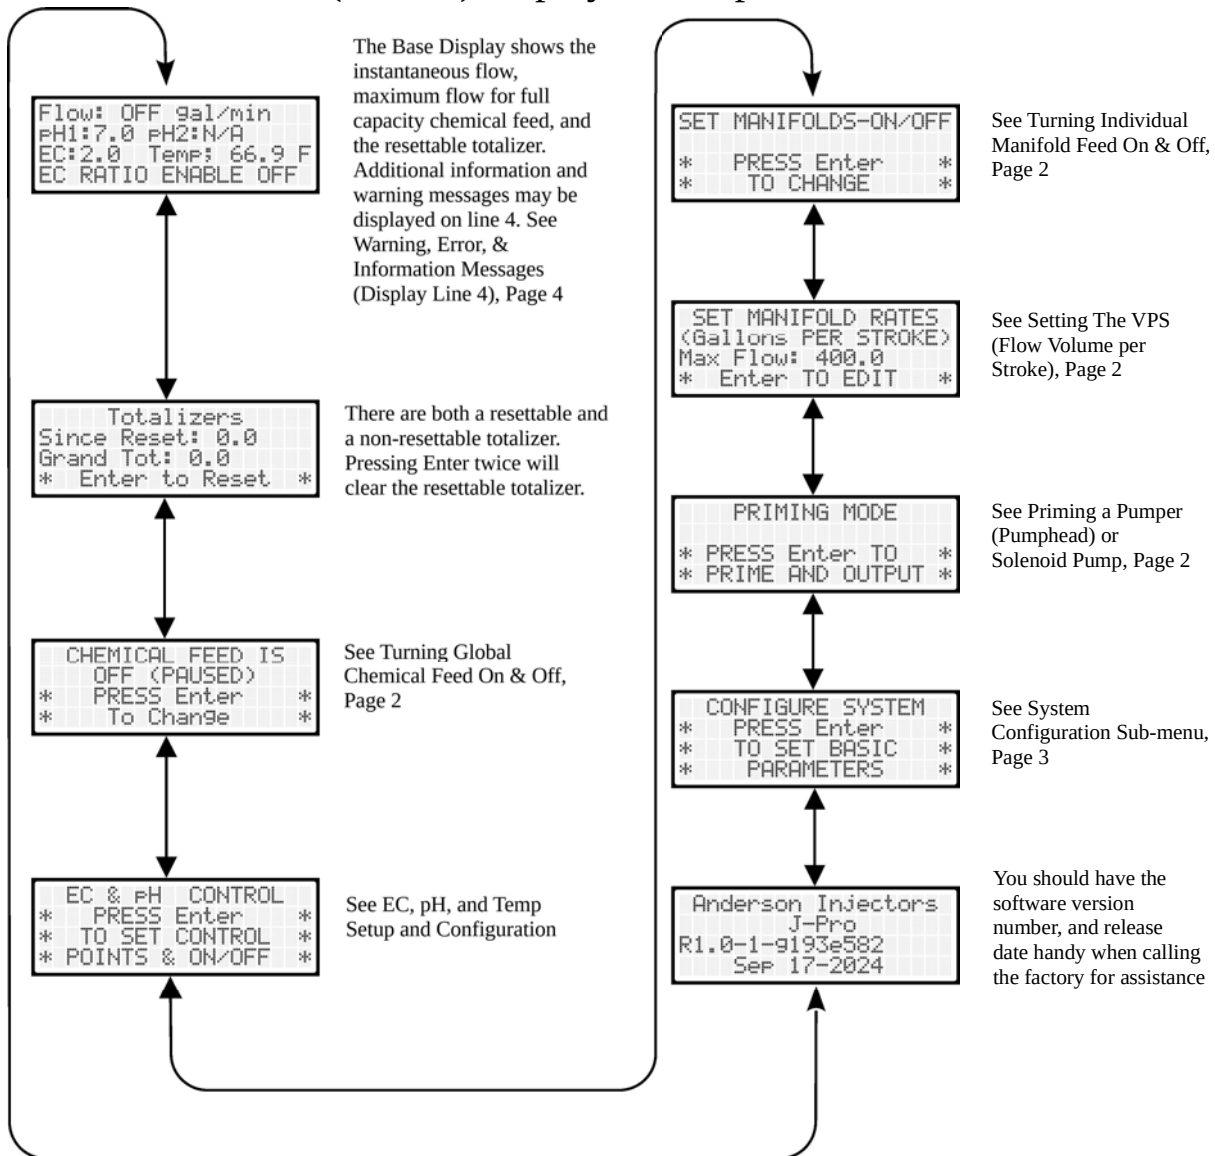 Flow: OFF gal/min
pH1:7.0 pH2:N/A
EC:2.0 Temp; 66.9 F
EC RATIO ENABLE OFF
The Base Display shows the
instantaneous flow,
maximum flow for full
capacity chemical feed, and
the resettable totalizer.
Additional information and
warning messages may be
displayed on line 4. See
Warning, Error, &
Information Messages
(Display Line 4), Page 4
Totalizers
Since Reset: 0.0
Grand Tot: 0.0
* Enter to Reset *
There are both a resettable and
a non-resettable totalizer.
Pressing Enter twice will
clear the resettable totalizer.
CHEMICAL FEED IS
OFF (PAUSED)
* PRESS Enter *
* To Change *
See Turning Global
Chemical Feed On & Off,
Page 2
EC & pH CONTROL
* PRESS Enter *
* TO SET CONTROL *
* POINTS & ON/OFF *
See EC, pH, and Temp
Setup and Configuration
SET MANIFOLDS-ON/OFF
* PRESS Enter *
* TO CHANGE *
See Turning Individual
Manifold Feed On & Off,
Page 2
SET MANIFOLD RATES
(Gallons PER STROKE)
Max Flow: 400.0
* Enter TO EDIT *
See Setting The VPS
(Flow Volume per
Stroke), Page 2
PRIMING MODE
* PRESS Enter TO *
* PRIME AND OUTPUT *
See Priming a Pumper
(Pumphead) or
Solenoid Pump, Page 2
CONFIGURE SYSTEM
* PRESS Enter *
* TO SET BASIC *
* PARAMETERS *
See System
Configuration Sub-menu,
Page 3
Anderson Injectors
J-Pro
R1.0-1-g193e582
Sep 17-2024
You should have the
software version
number, and release
date handy when calling
the factory for assistance